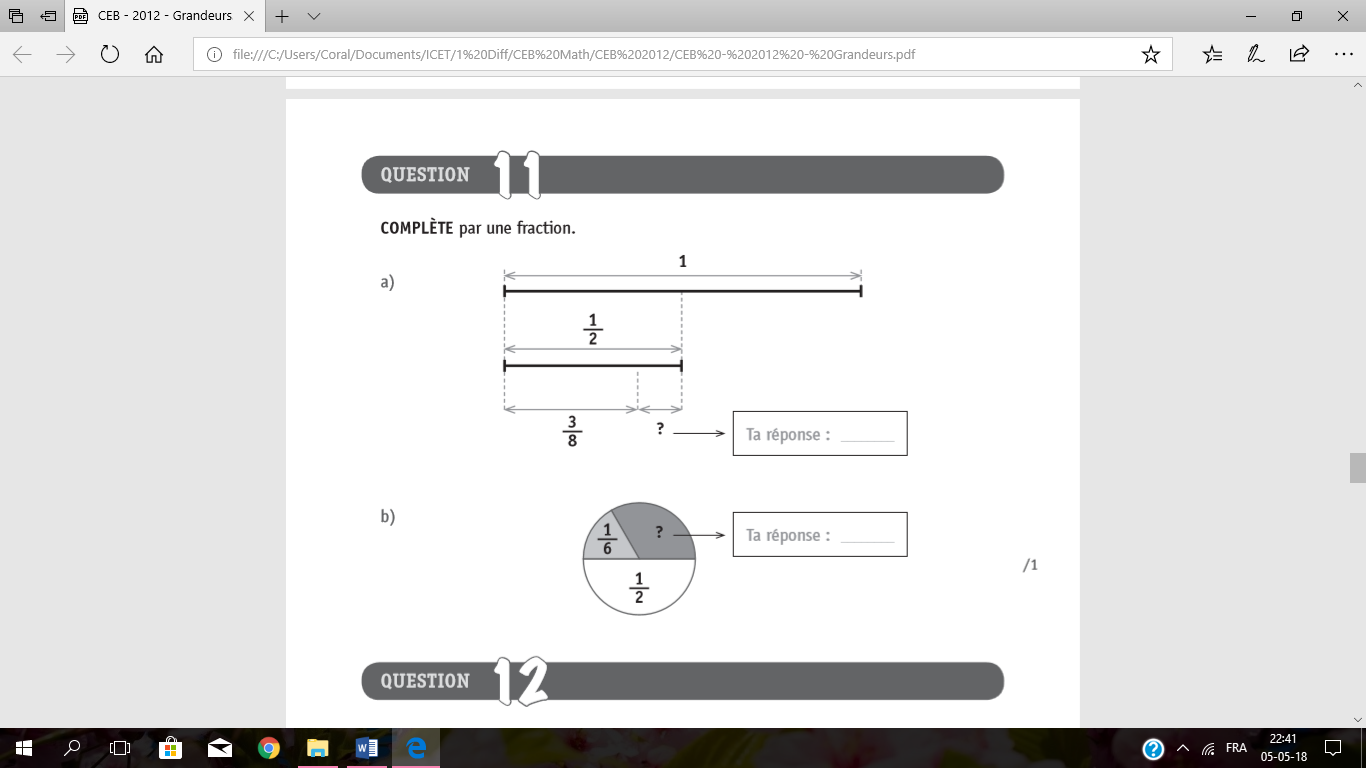 CEB - 2012 - Grandeurs
file:///C:/Users/Coral/Documents/ICET/1%20Diff/CEB%20Math/CEB%202012/CEB%20-%202012%20-%20Grandeurs.pdf
QUESTION 11
COMPLÈTE par une fraction.
a)
1
1
2
3
8
?
Ta réponse : ______
b)
1
6
?
Ta réponse : ______
1
2
/1
QUESTION 12
FRA
22:41
05-05-18